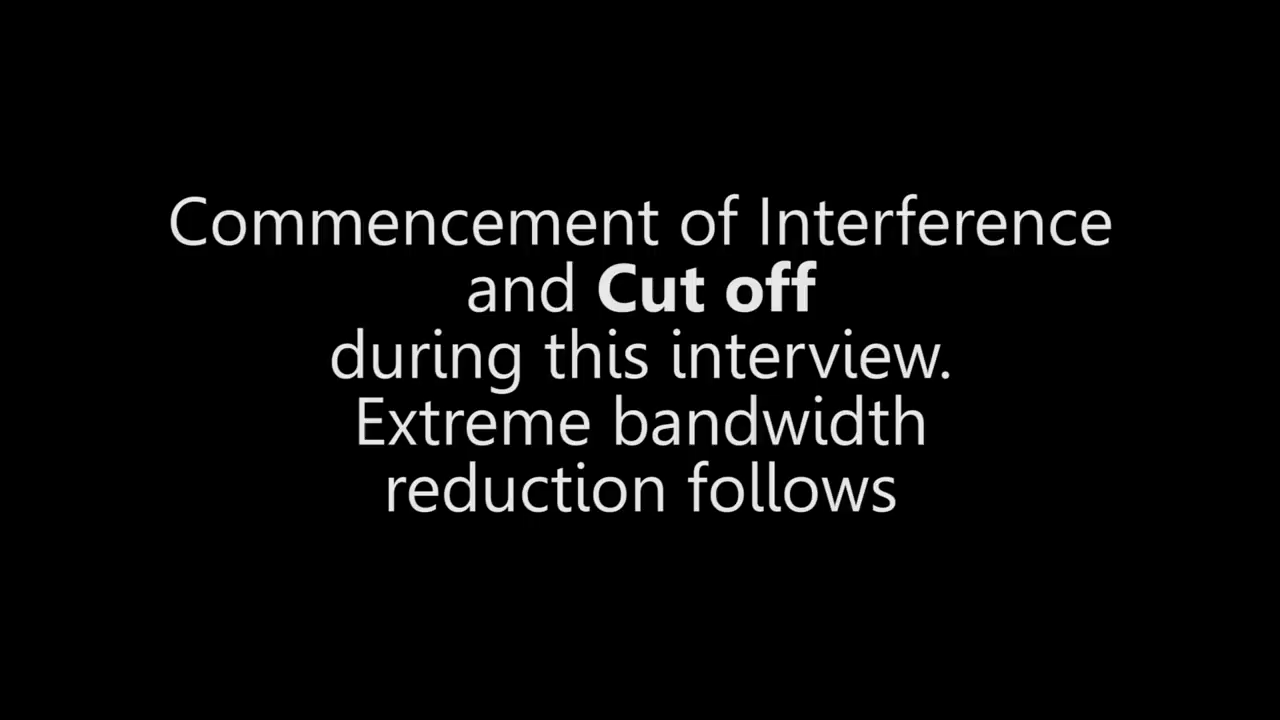 Commencement of Interference
and Cut off
during this interview.
Extreme bandwidth
reduction follows